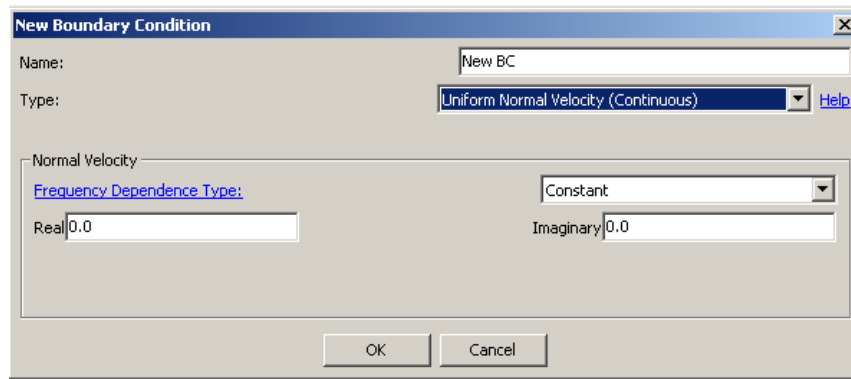 New Boundary Condition
Name: New BC
Type: Uniform Normal Velocity (Continuous) Help
Normal Velocity
Frequency Dependence Type: Constant
Real 0.0 Imaginary 0.0
OK Cancel